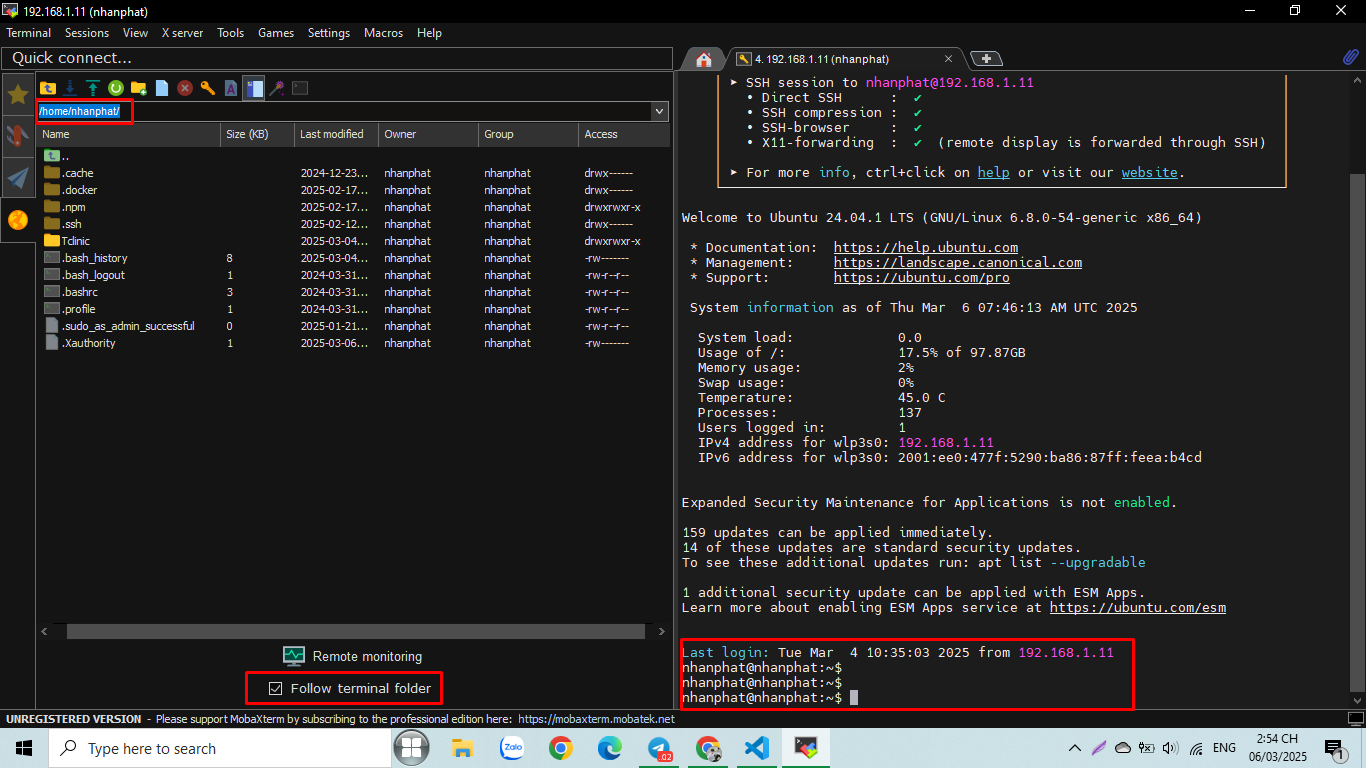 192.168.1.11 (nhanphat)
Terminal Sessions View X server Tools Games Settings Macros Help
Quick connect...
4. 192.168.1.11 (nhanphat)
/home/nhanphat/
Name Size (KB) Last modified Owner Group Access
..
.cache 2024-12-23... nhanphat nhanphat drwx------
.docker 2025-02-17... nhanphat nhanphat drwx------
.npm 2025-02-17... nhanphat nhanphat drwxrwxr-x
.ssh 2025-02-12... nhanphat nhanphat drwx------
Tclinic 2025-03-04... nhanphat nhanphat drwxrwxr-x
.bash_history 8 2025-03-04... nhanphat nhanphat -rw-------
.bash_logout 1 2024-03-31... nhanphat nhanphat -rw-r--r--
.bashrc 3 2024-03-31... nhanphat nhanphat -rw-r--r--
.profile 1 2024-03-31... nhanphat nhanphat -rw-r--r--
.sudo_as_admin_successful 0 2025-01-21... nhanphat nhanphat -rw-r--r--
.Xauthority 1 2025-03-06... nhanphat nhanphat -rw-------
Remote monitoring
Follow terminal folder
➤ SSH session to nhanphat@192.168.1.11
• Direct SSH : ✔
• SSH compression : ✔
• SSH-browser : ✔
• X11-forwarding : ✔ (remote display is forwarded through SSH)
➤ For more info, ctrl+click on help or visit our website.
Welcome to Ubuntu 24.04.1 LTS (GNU/Linux 6.8.0-54-generic x86_64)
* Documentation: https://help.ubuntu.com
* Management: https://landscape.canonical.com
* Support: https://ubuntu.com/pro
System information as of Thu Mar 6 07:46:13 AM UTC 2025
System load: 0.0
Usage of /: 17.5% of 97.87GB
Memory usage: 2%
Swap usage: 0%
Temperature: 45.0 C
Processes: 137
Users logged in: 1
IPv4 address for wlp3s0: 192.168.1.11
IPv6 address for wlp3s0: 2001:ee0:477f:5290:ba86:87ff:feea:b4cd
Expanded Security Maintenance for Applications is not enabled.
159 updates can be applied immediately.
14 of these updates are standard security updates.
To see these additional updates run: apt list --upgradable
1 additional security update can be applied with ESM Apps.
Learn more about enabling ESM Apps service at https://ubuntu.com/esm
Last login: Tue Mar 4 10:35:03 2025 from 192.168.1.11
nhanphat@nhanphat:~$
nhanphat@nhanphat:~$
nhanphat@nhanphat:~$
UNREGISTERED VERSION - Please support MobaXterm by subscribing to the professional edition here: https://mobaxterm.mobatek.net
Type here to search
Zalo
.02
ENG
2:54 CH
06/03/2025
1